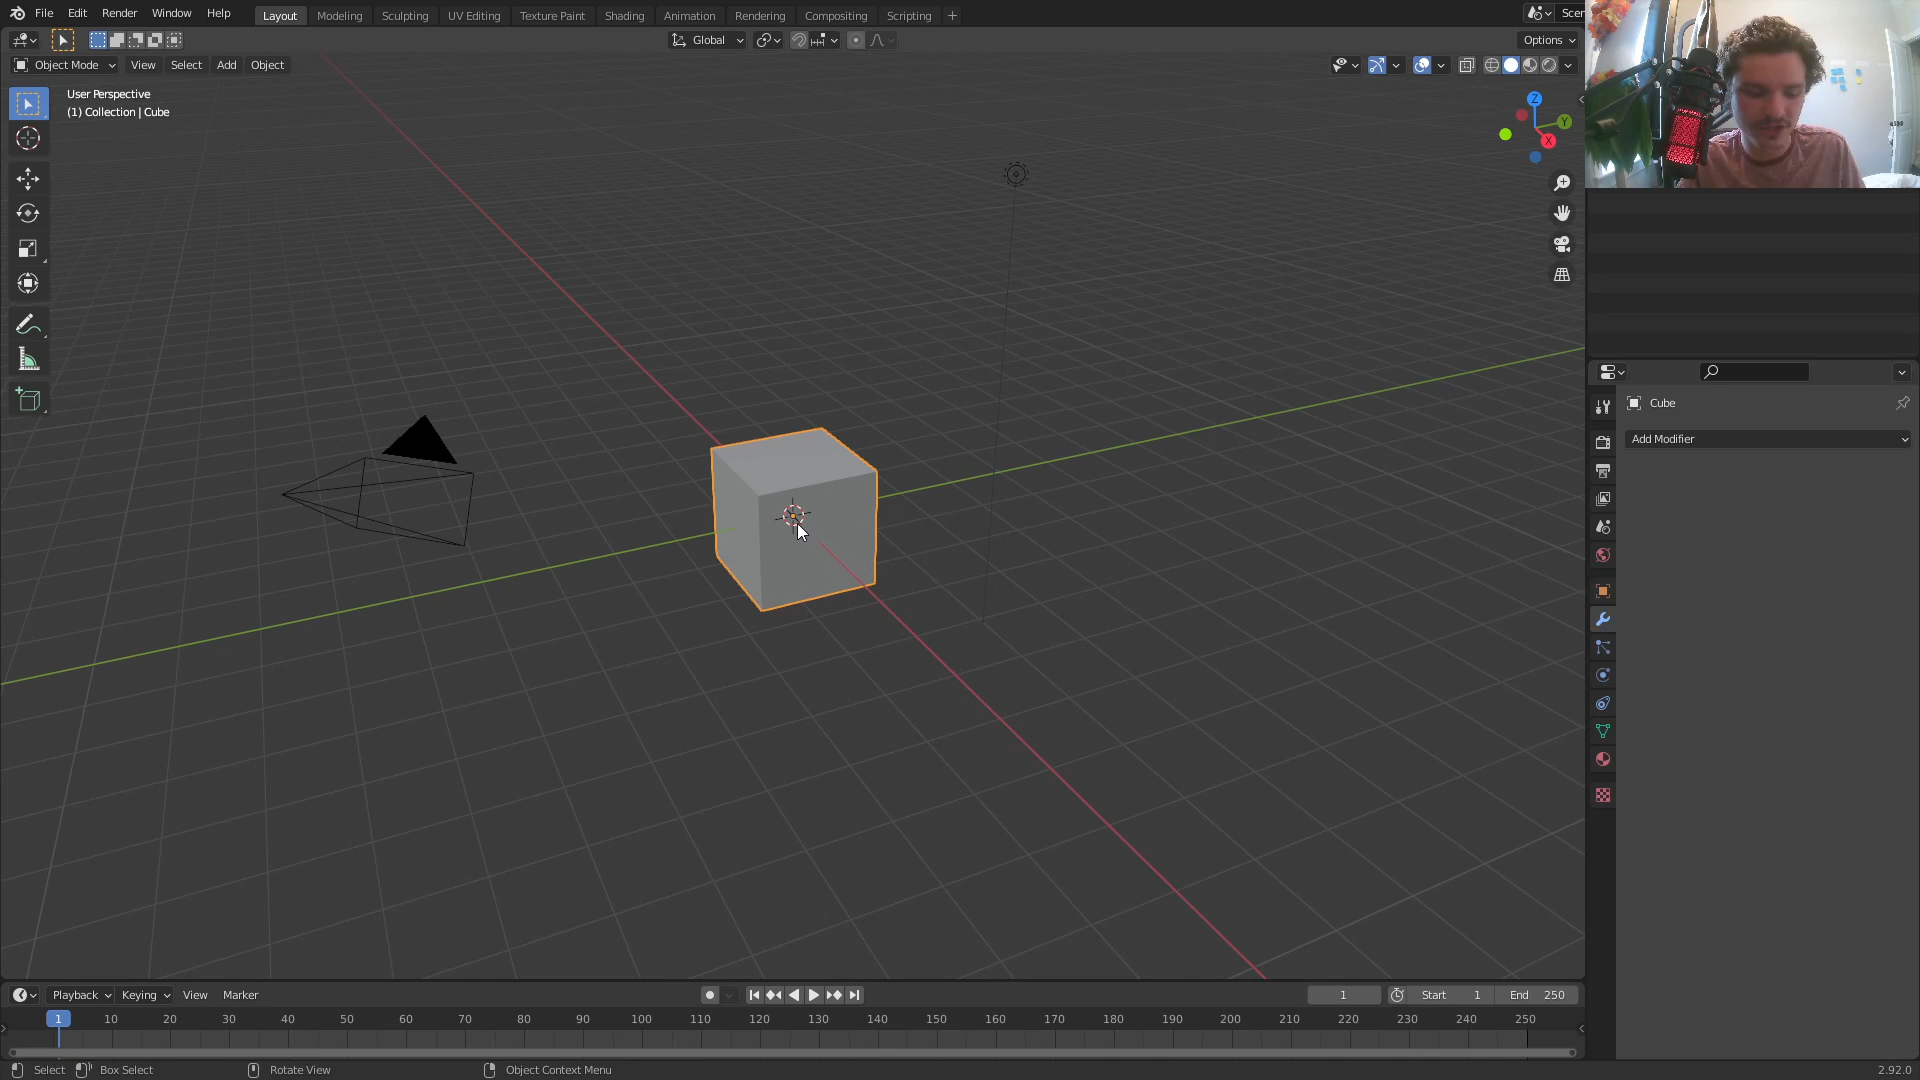 File Edit Render Window Help Layout Modeling Sculpting UV Editing Texture Paint Shading Animation Rendering Compositing Scripting + Scen
Global Options
Object Mode View Select Add Object
User Perspective
(1) Collection | Cube
Z
Y
X
Cube
Add Modifier
Playback Keying View Marker 1 Start 1 End 250
1 10 20 30 40 50 60 70 80 90 100 110 120 130 140 150 160 170 180 190 200 210 220 230 240 250
Select Box Select Rotate View Object Context Menu 2.92.0